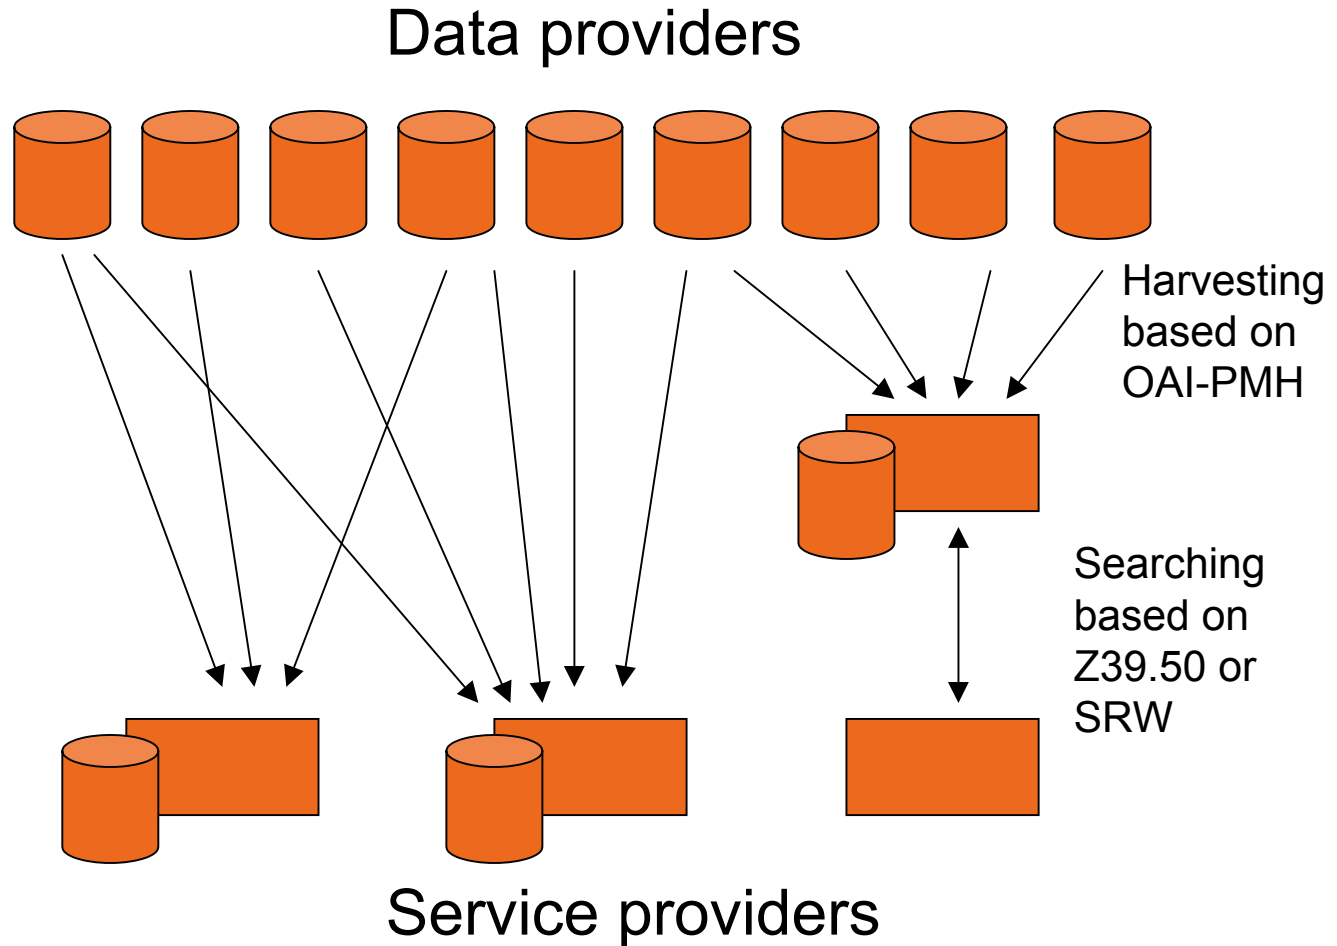 Data providers
Harvesting
based on
OAI-PMH
Searching
based on
Z39.50 or
SRW
Service providers